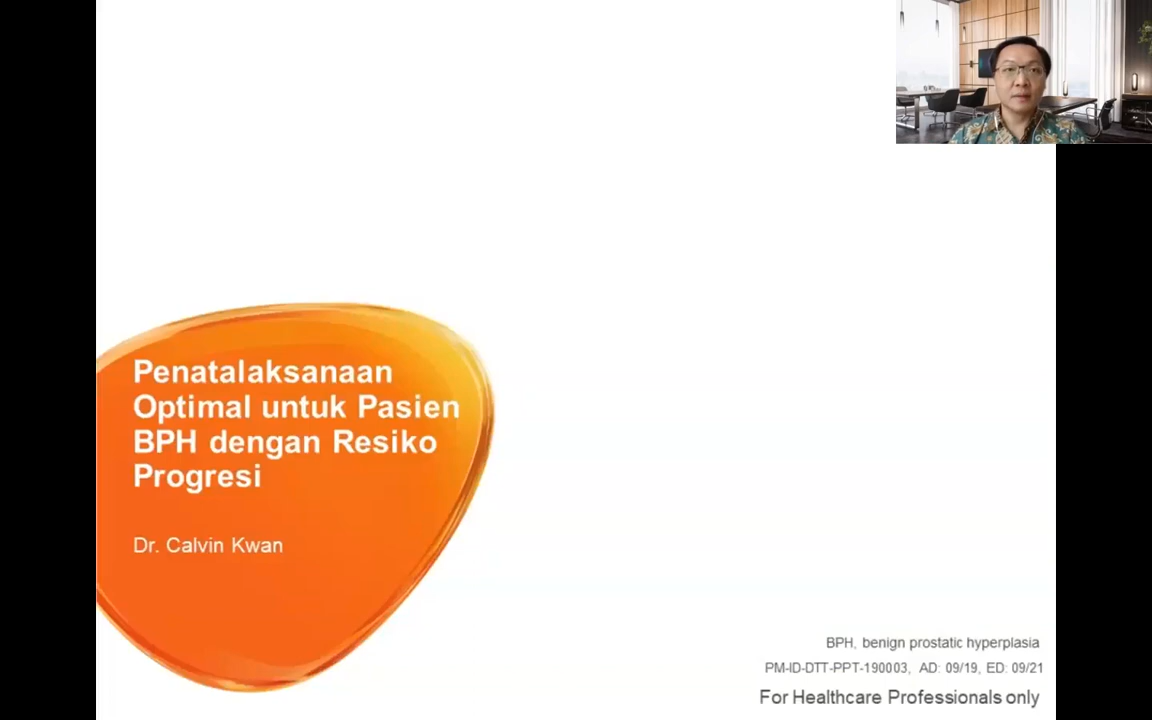 Penatalaksanaan
Optimal untuk Pasien
BPH dengan Resiko
Progresi
Dr. Calvin Kwan
BPH, benign prostatic hyperplasia
PM-ID-DTT-PPT-190003, AD: 09/19, ED: 09/21
For Healthcare Professionals only